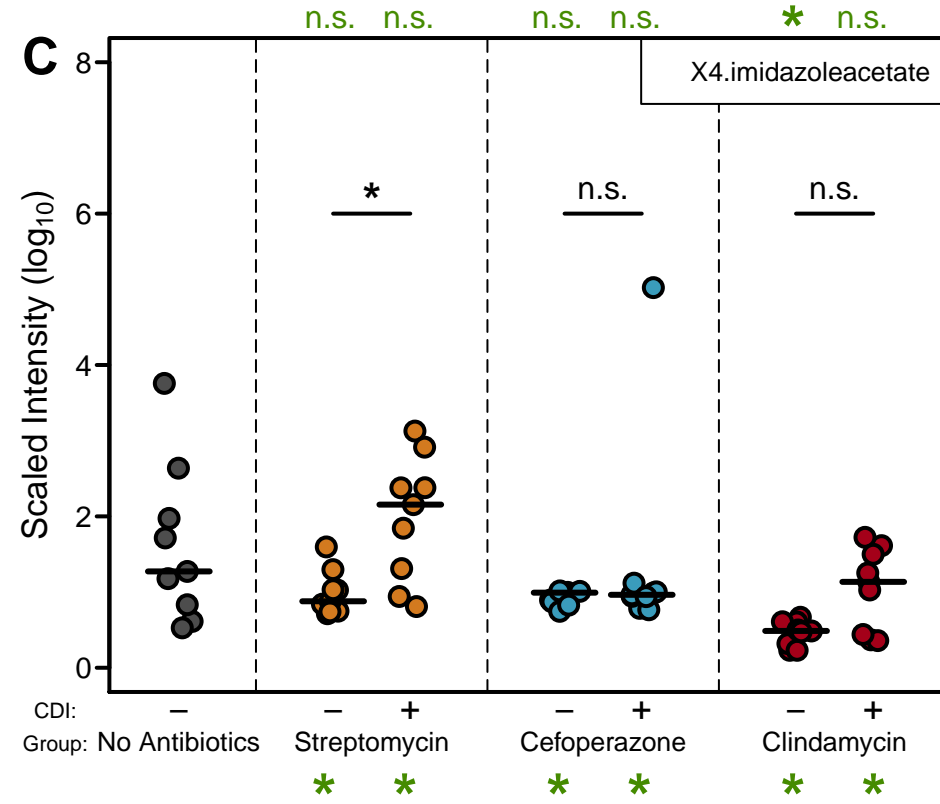 n.s. n.s. n.s. n.s. * n.s.
C
X4.imidazoleacetate
Scaled Intensity (log10)
8
6
4
2
0
* n.s. n.s.
CDI: – – + – + – +
Group: No Antibiotics Streptomycin Cefoperazone Clindamycin
* * * * * *